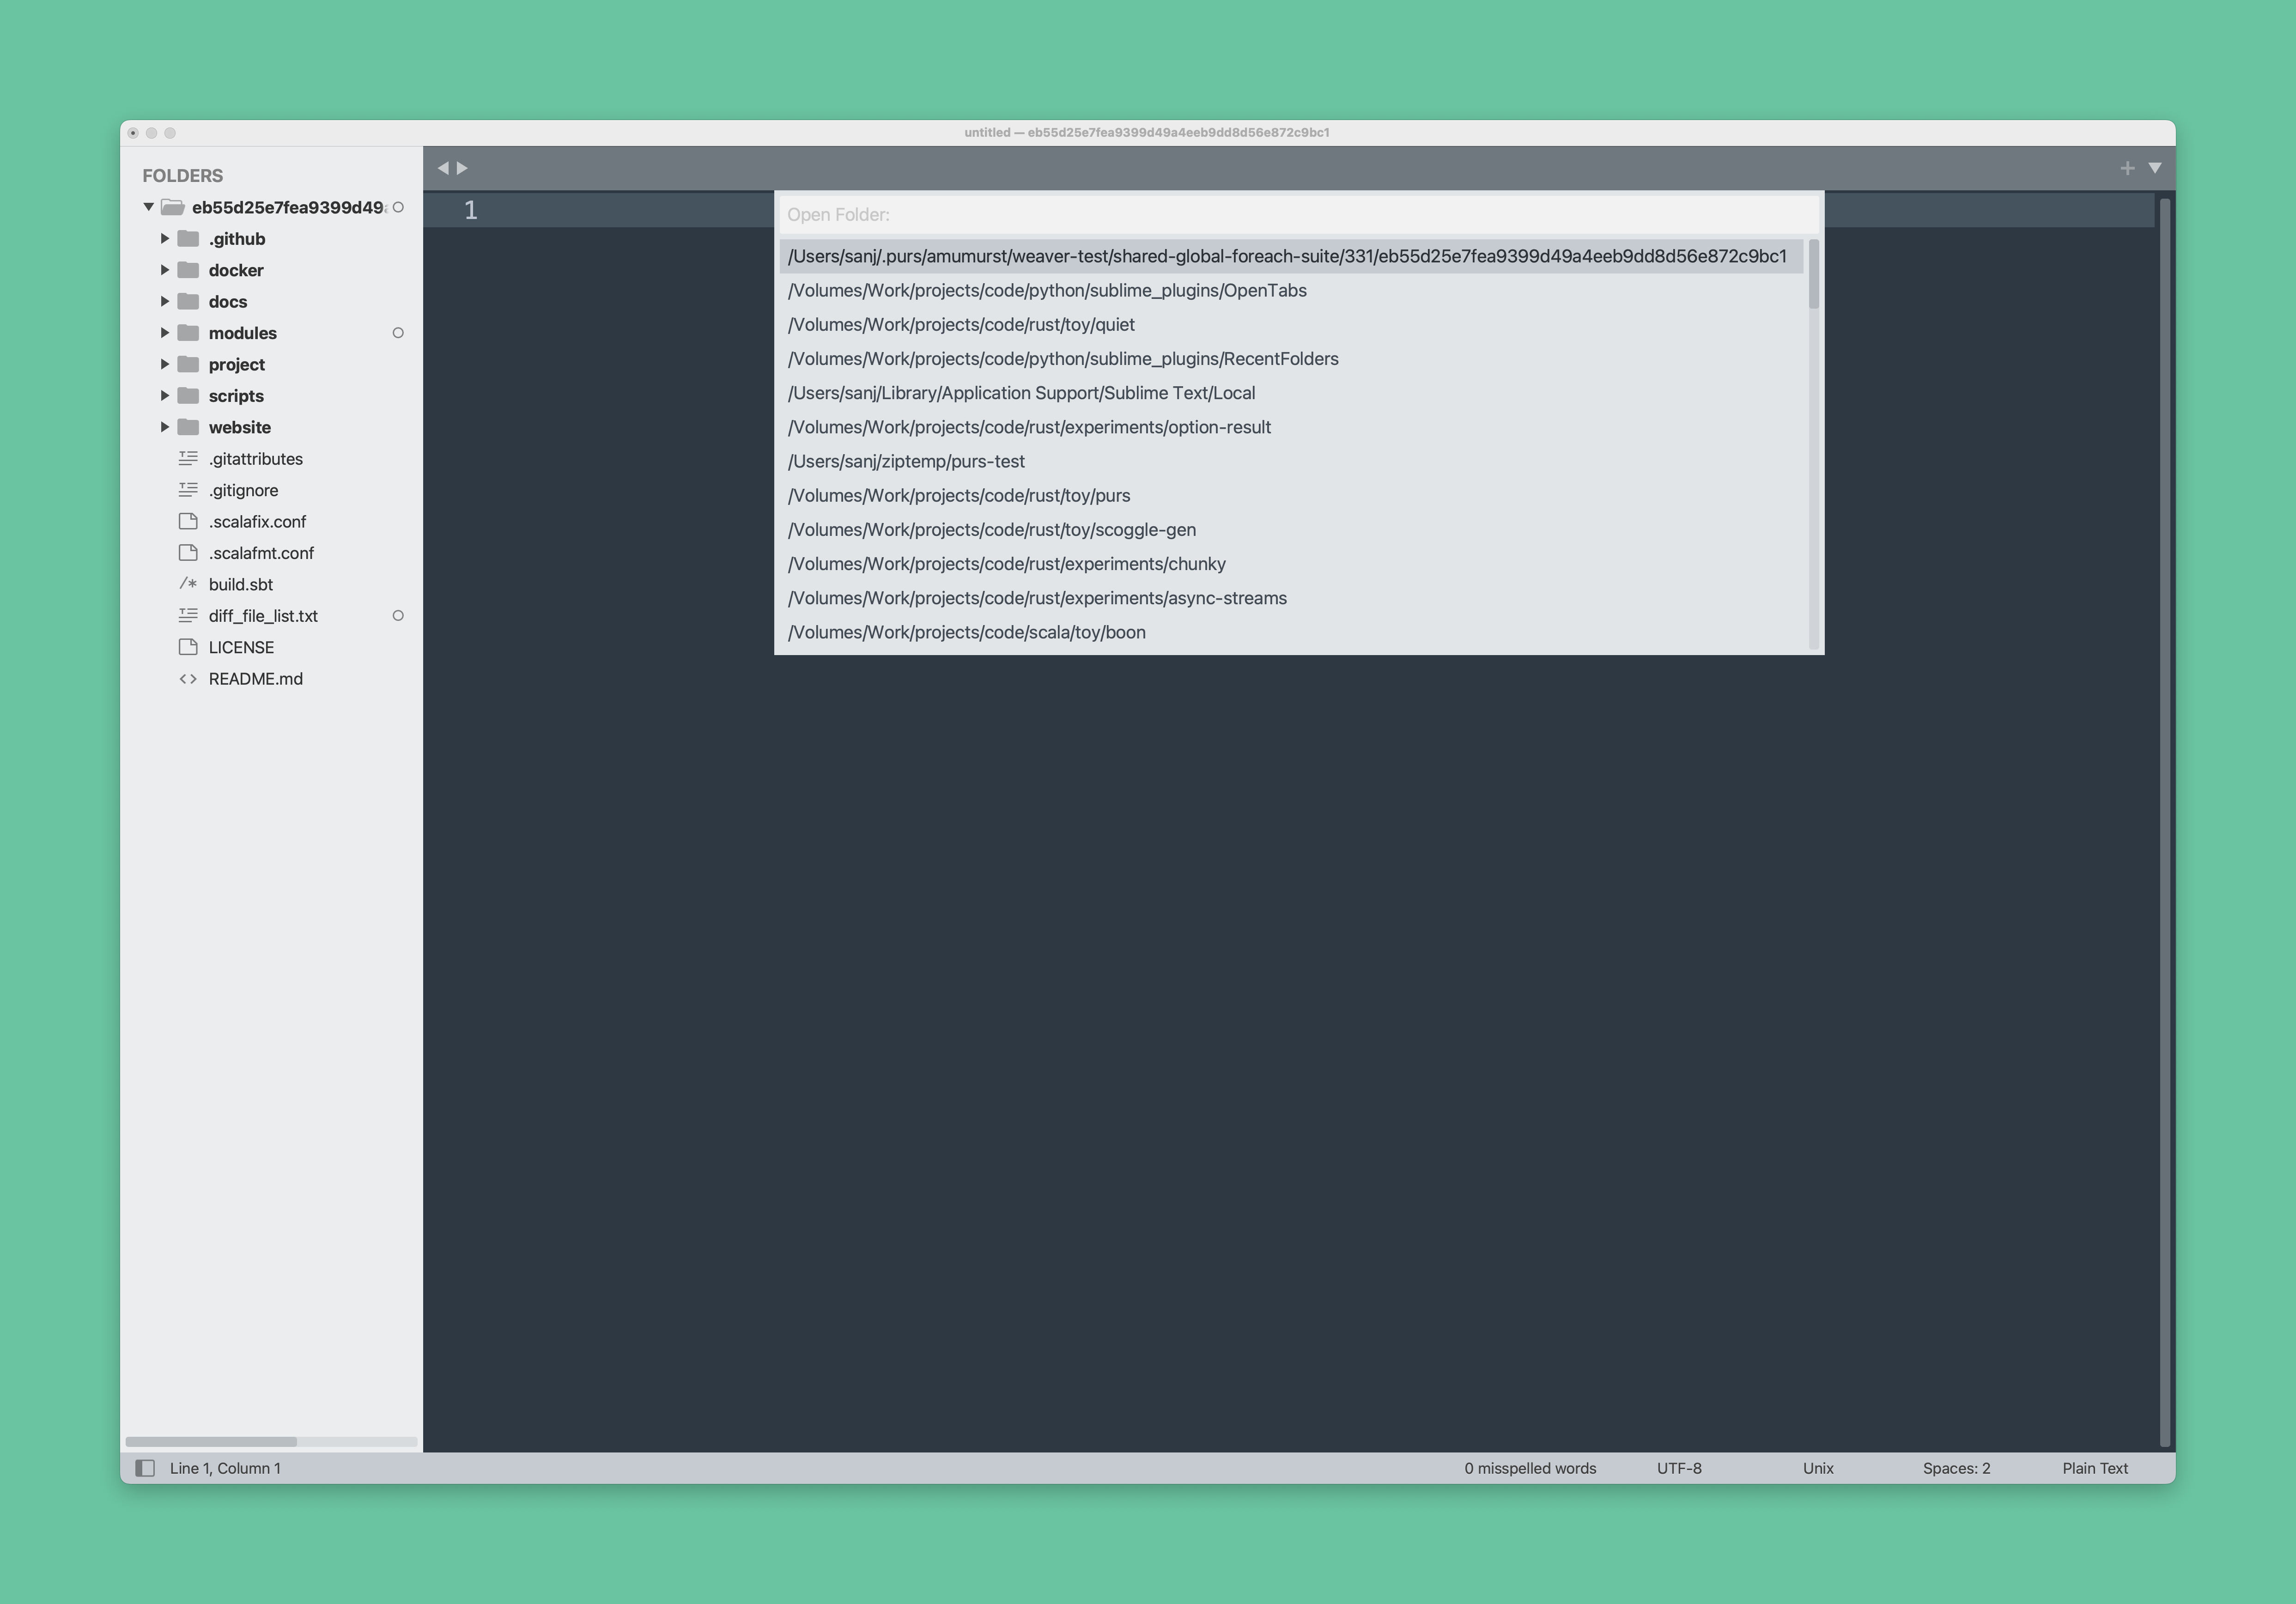 untitled — eb55d25e7fea9399d49a4eeb9dd8d56e872c9bc1
FOLDERS
eb55d25e7fea9399d49
.github
docker
docs
modules
project
scripts
website
.gitattributes
.gitignore
.scalafix.conf
.scalafmt.conf
build.sbt
diff_file_list.txt
LICENSE
README.md
1
Open Folder:
/Users/sanj/.purs/amumurst/weaver-test/shared-global-foreach-suite/331/eb55d25e7fea9399d49a4eeb9dd8d56e872c9bc1
/Volumes/Work/projects/code/python/sublime_plugins/OpenTabs
/Volumes/Work/projects/code/rust/toy/quiet
/Volumes/Work/projects/code/python/sublime_plugins/RecentFolders
/Users/sanj/Library/Application Support/Sublime Text/Local
/Volumes/Work/projects/code/rust/experiments/option-result
/Users/sanj/ziptemp/purs-test
/Volumes/Work/projects/code/rust/toy/purs
/Volumes/Work/projects/code/rust/toy/scoggle-gen
/Volumes/Work/projects/code/rust/experiments/chunky
/Volumes/Work/projects/code/rust/experiments/async-streams
/Volumes/Work/projects/code/scala/toy/boon
Line 1, Column 1 0 misspelled words UTF-8 Unix Spaces: 2 Plain Text